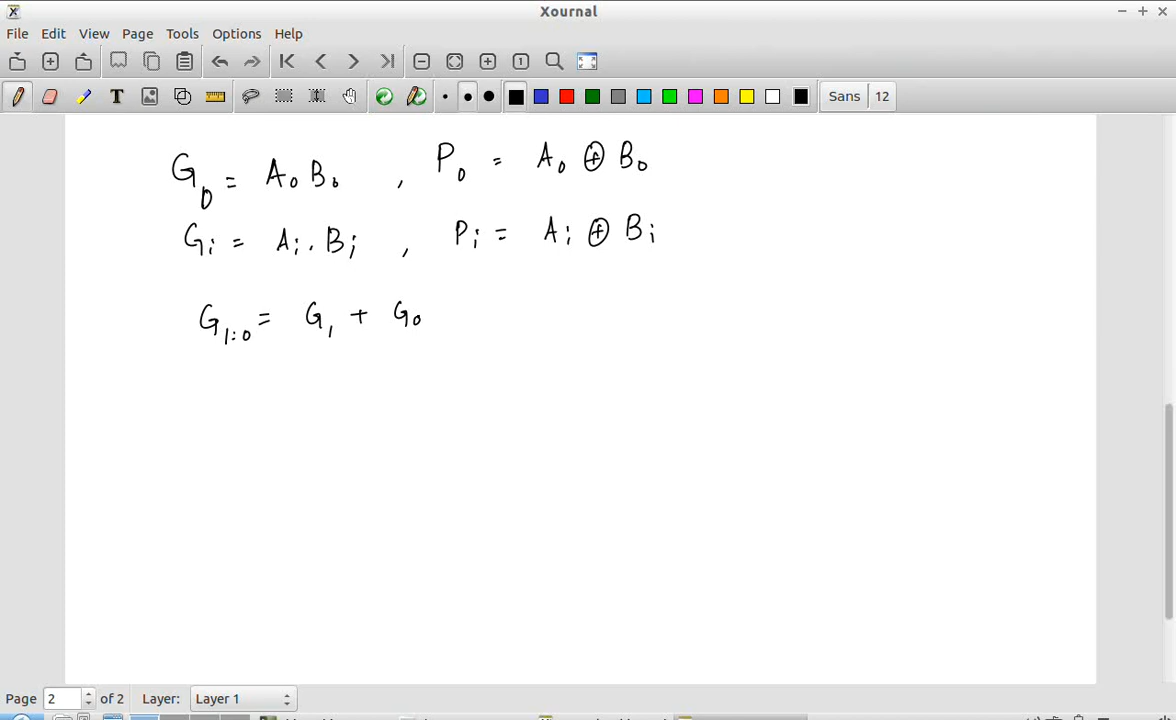 Xournal
File Edit View Page Tools Options Help
Sans 12
G₀ = A₀ B₀ , P₀ = A₀ ⊕ B₀
Gᵢ = Aᵢ . Bᵢ , Pᵢ = Aᵢ ⊕ Bᵢ
G₁:₀ = G₁ + G₀
Page 2 of 2 Layer: Layer 1